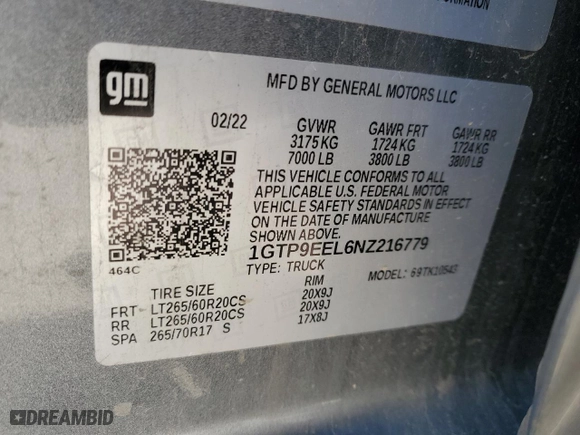 ORMATION
gm
MFD BY GENERAL MOTORS LLC
02/22 GVWR GAWR FRT GAWR RR
3175 KG 1724 KG 1724 KG
7000 LB 3800 LB 3800 LB
THIS VEHICLE CONFORMS TO ALL
APPLICABLE U.S. FEDERAL MOTOR
VEHICLE SAFETY STANDARDS IN EFFECT
ON THE DATE OF MANUFACTURE
1GTP9EEL6NZ216779
464C TYPE: TRUCK MODEL: 69TK10543
TIRE SIZE RIM
FRT- LT265/60R20CS 20X9J
RR LT265/60R20CS 20X9J
SPA 265/70R17 S 17X8J
DREAMBID